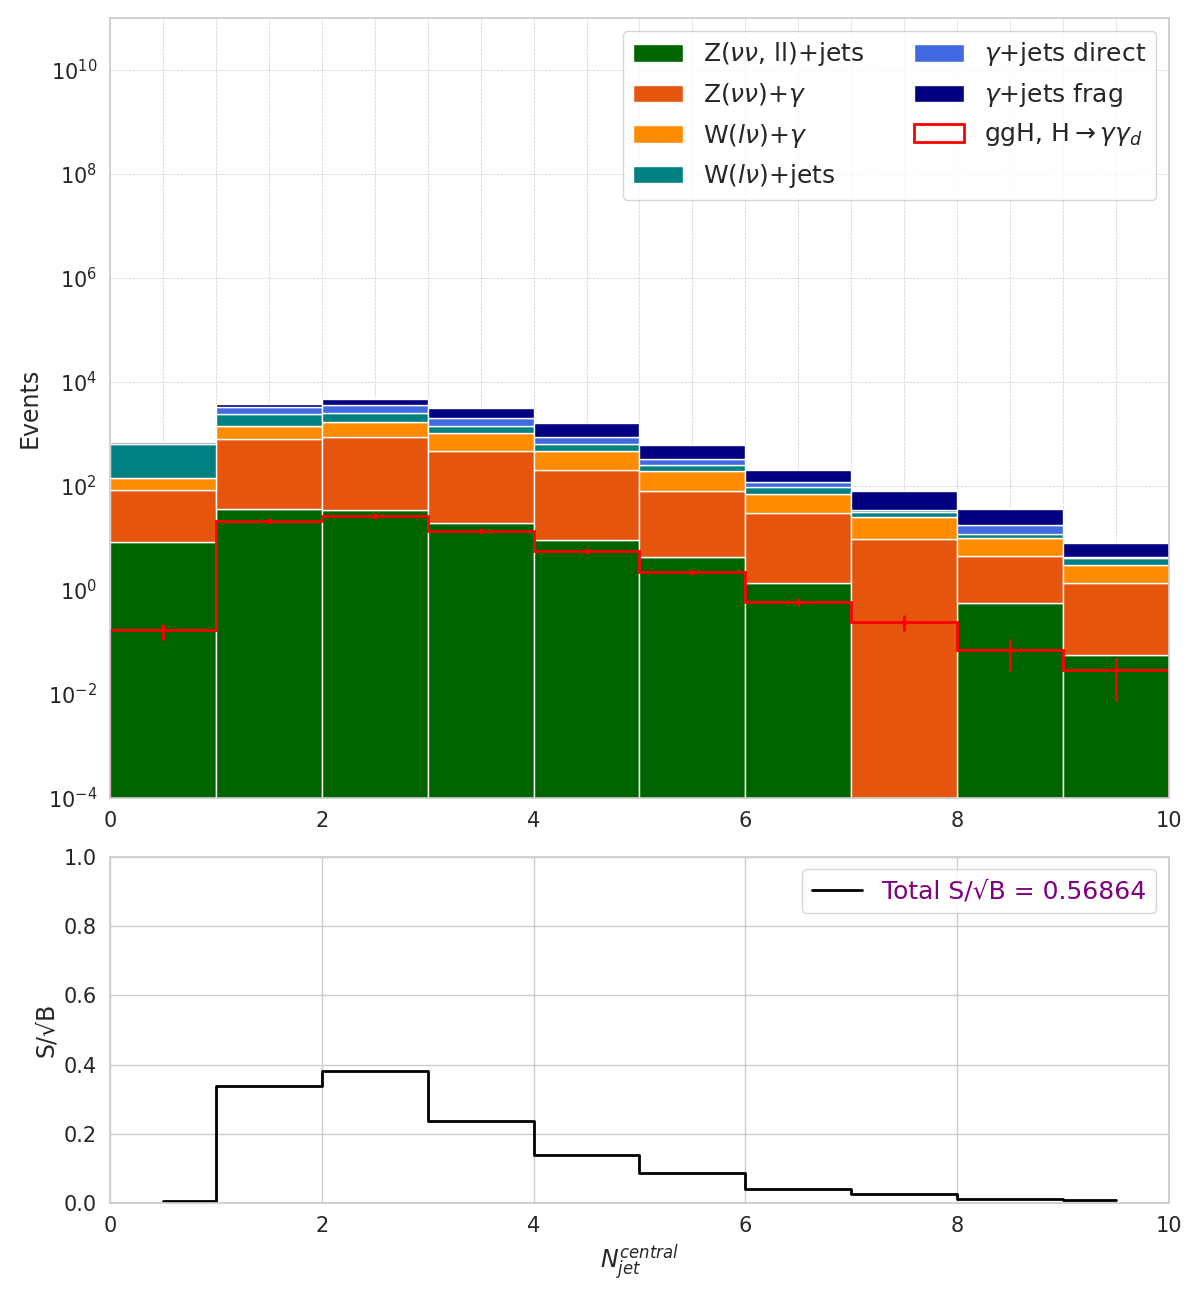 Z(νν, ll)+jets
Z(νν)+γ
W(lν)+γ
W(lν)+jets
γ+jets direct
γ+jets frag
ggH, H→γγ_d
Events
10^10
10^8
10^6
10^4
10^2
10^0
10^−2
10^−4
0 2 4 6 8 10
Total S/√B = 0.56864
S/√B
1.0
0.8
0.6
0.4
0.2
0.0
0 2 4 6 8 10
N_jet^central